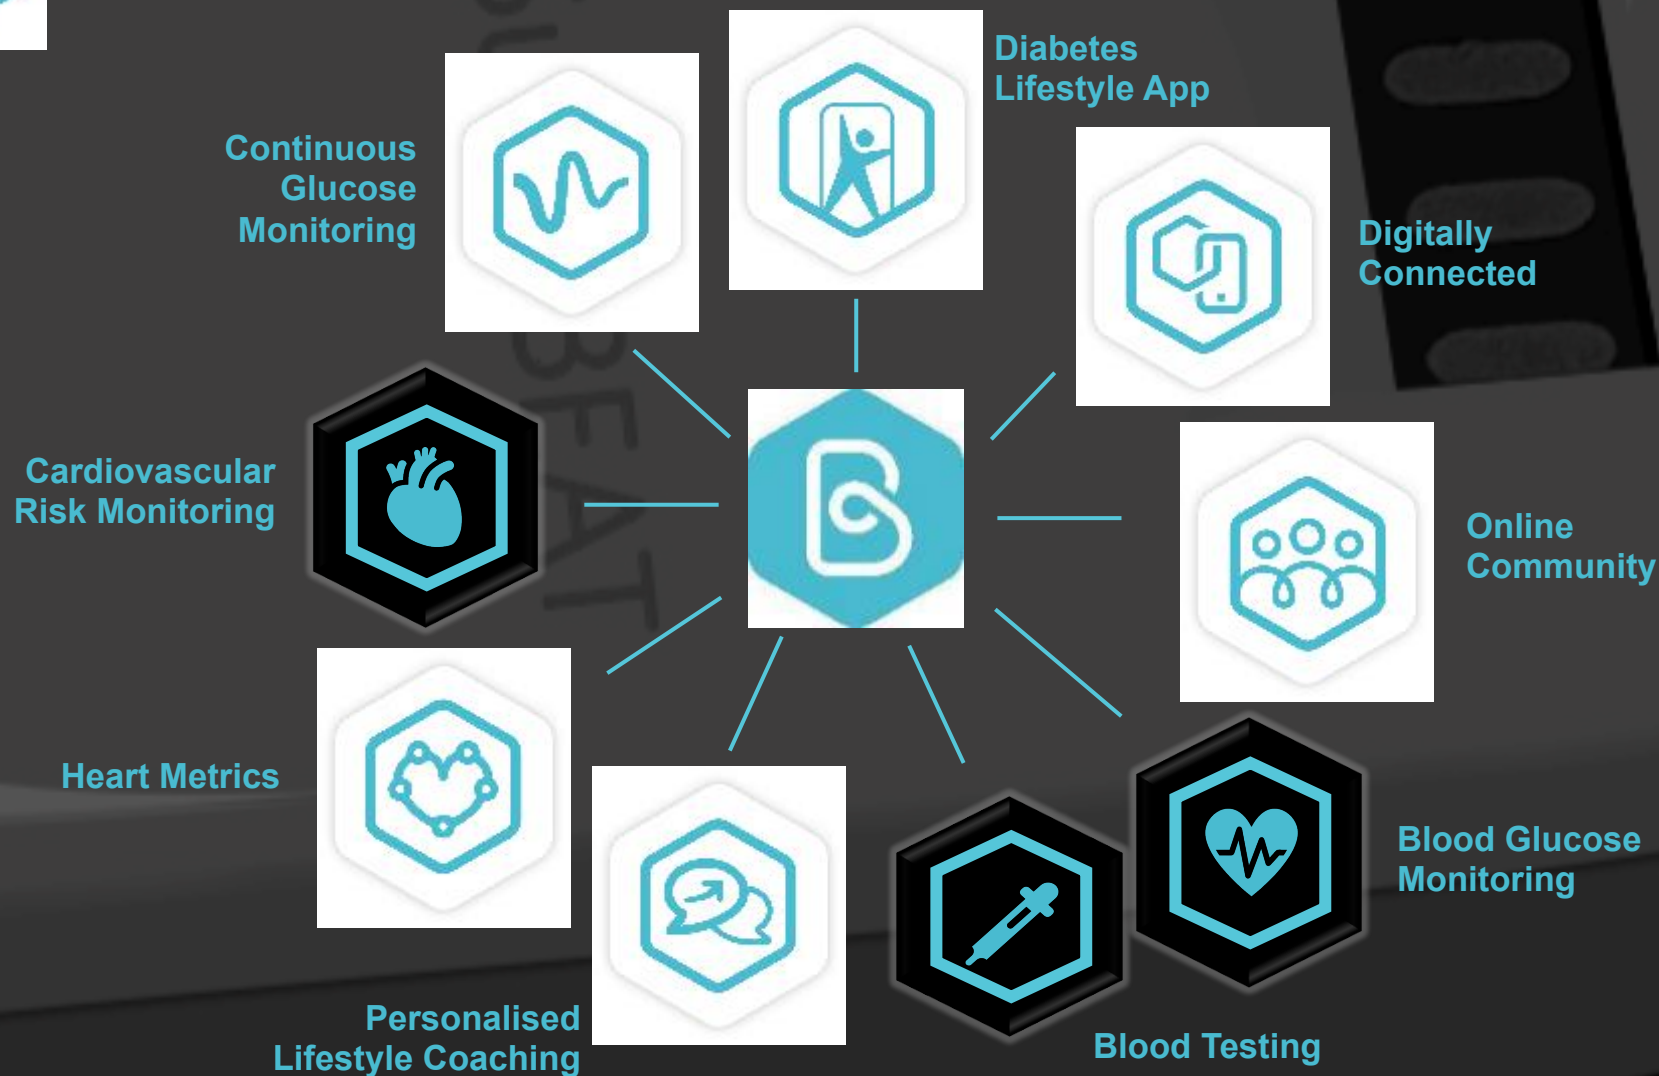 Diabetes
Lifestyle App
Continuous
Glucose
Monitoring
Digitally
Connected
Cardiovascular
Risk Monitoring
Online
Community
Heart Metrics
Blood Glucose
Monitoring
Personalised
Lifestyle Coaching
Blood Testing
B
BEAT